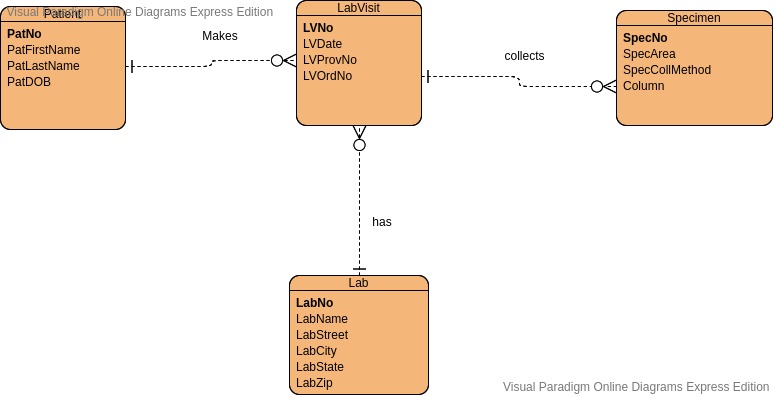 Visual Paradigm Online Diagrams Express Edition
Patient
PatNo
PatFirstName
PatLastName
PatDOB
Makes
LabVisit
LVNo
LVDate
LVProvNo
LVOrdNo
collects
Specimen
SpecNo
SpecArea
SpecCollMethod
Column
has
Lab
LabNo
LabName
LabStreet
LabCity
LabState
LabZip
Visual Paradigm Online Diagrams Express Edition